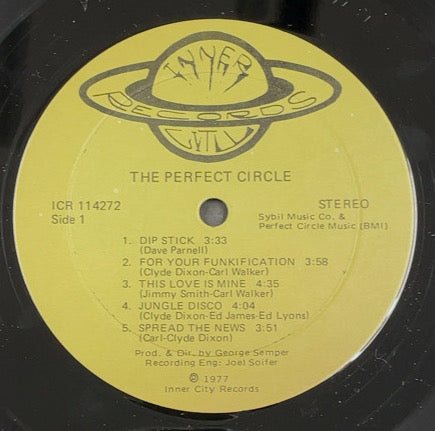 INNER
CITY
RECORDS
THE PERFECT CIRCLE
ICR 114272
Side 1
STEREO
Sybil Music Co. &
Perfect Circle Music (BMI)
1. DIP STICK 3:33
(Dave Parnell)
2. FOR YOUR FUNKIFICATION 3:58
(Clyde Dixon-Carl Walker)
3. THIS LOVE IS MINE 4:35
(Jimmy Smith-Carl Walker)
4. JUNGLE DISCO 4:04
(Clyde Dixon-Ed James-Ed Lyons)
5. SPREAD THE NEWS 3:51
(Carl-Clyde Dixon)
Prod. & Dir. by George Semper
Recording Eng: Joel Soifer
℗ 1977
Inner City Records